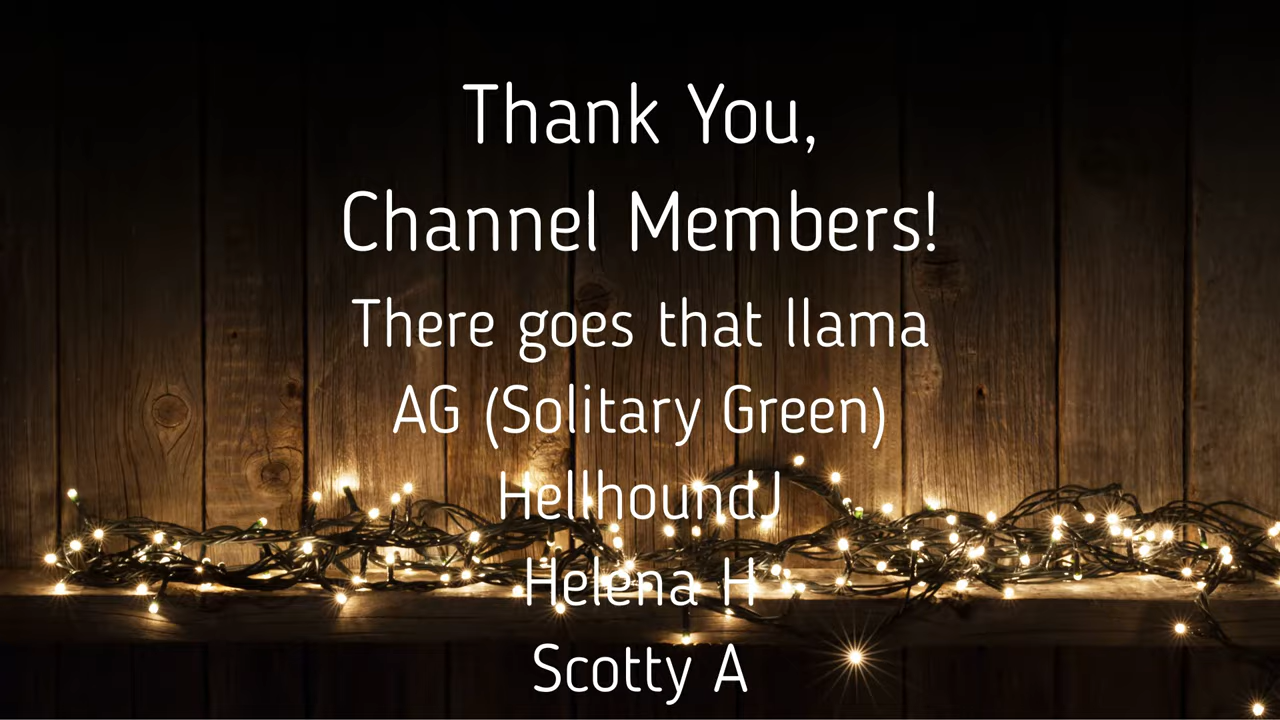 Thank You,
Channel Members!
There goes that llama
AG (Solitary Green)
HellhoundJ
Helena H
Scotty A